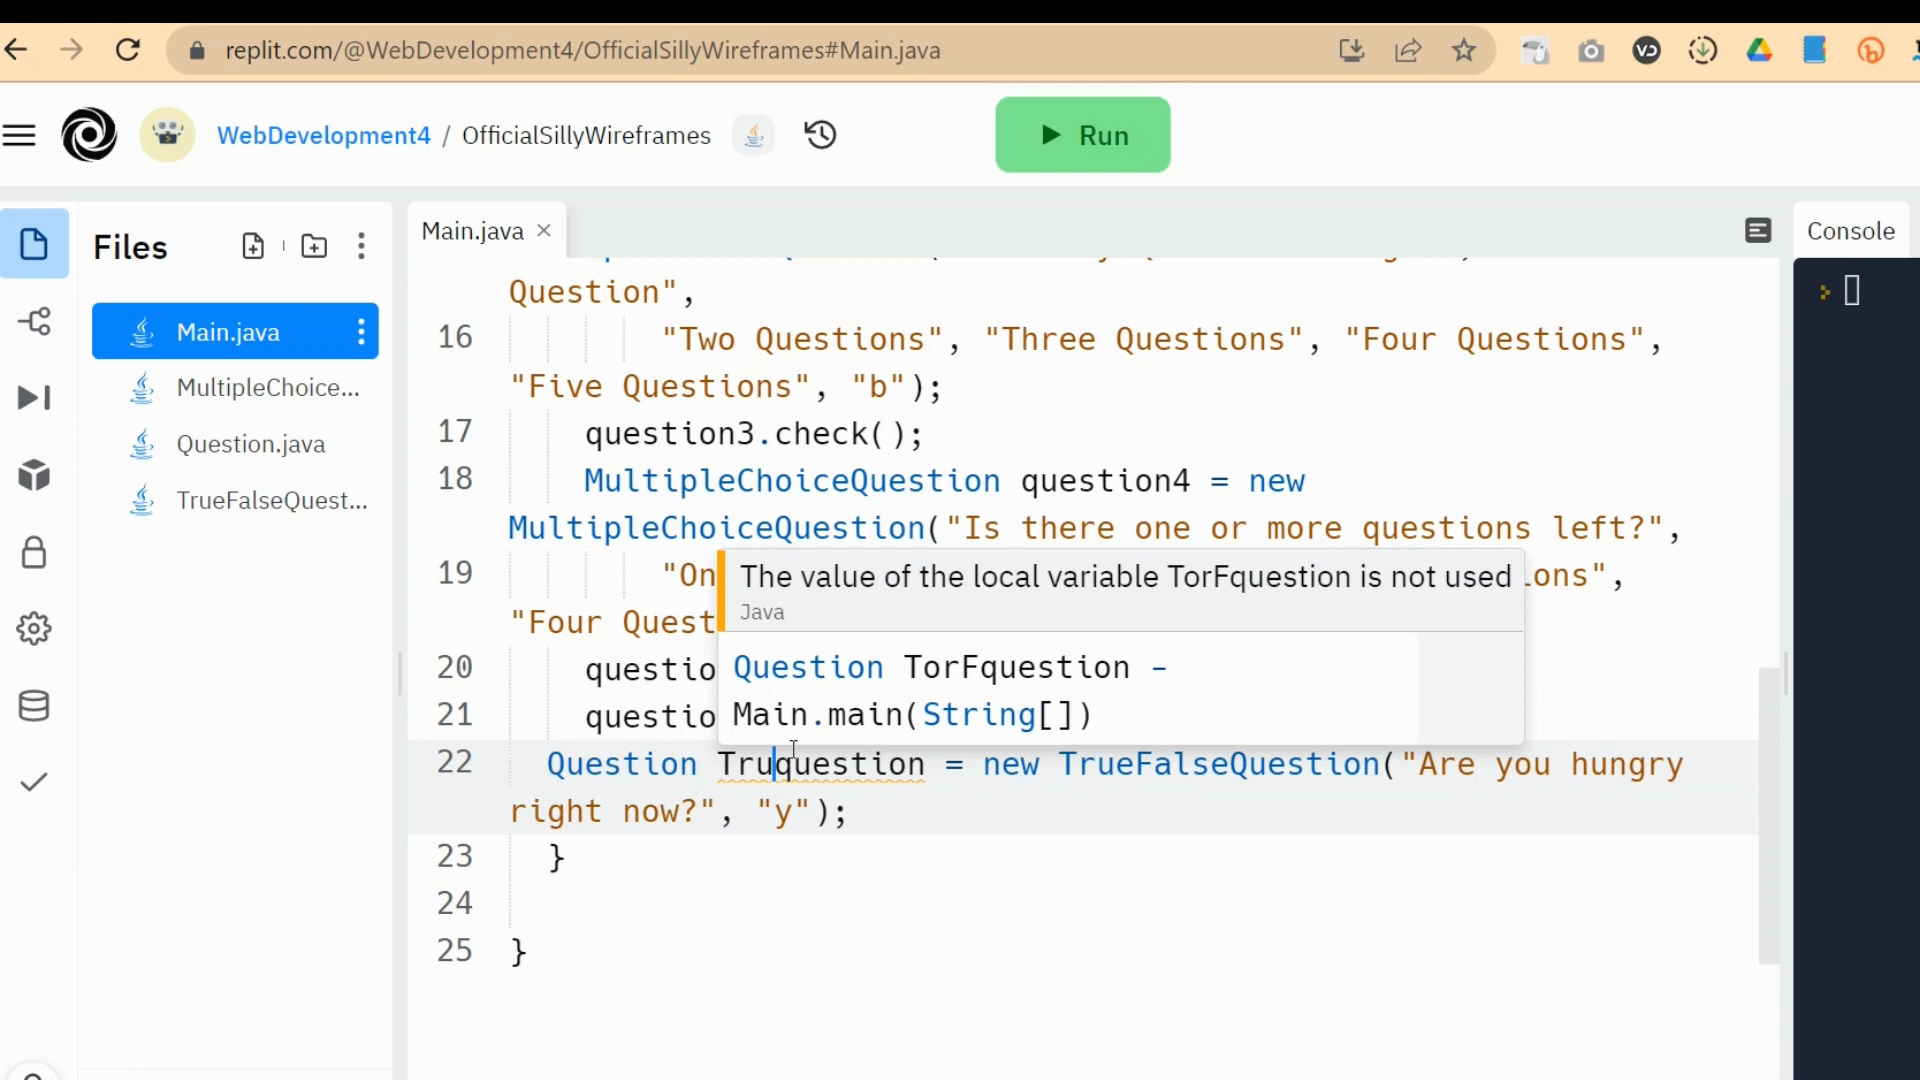 replit.com/@WebDevelopment4/OfficialSillyWireframes#Main.java
WebDevelopment4 / OfficialSillyWireframes
Run
Files
Main.java
MultipleChoice...
Question.java
TrueFalseQuest...
Main.java
Console
Question",
16 "Two Questions", "Three Questions", "Four Questions",
"Five Questions", "b");
17 question3.check();
18 MultipleChoiceQuestion question4 = new
MultipleChoiceQuestion("Is there one or more questions left?",
19 "On
ions",
"Four Quest
20 questio
21 questio
The value of the local variable TorFquestion is not used
Java
Question TorFquestion -
Main.main(String[])
22 Question Truquestion = new TrueFalseQuestion("Are you hungry
right now?", "y");
23 }
24
25 }